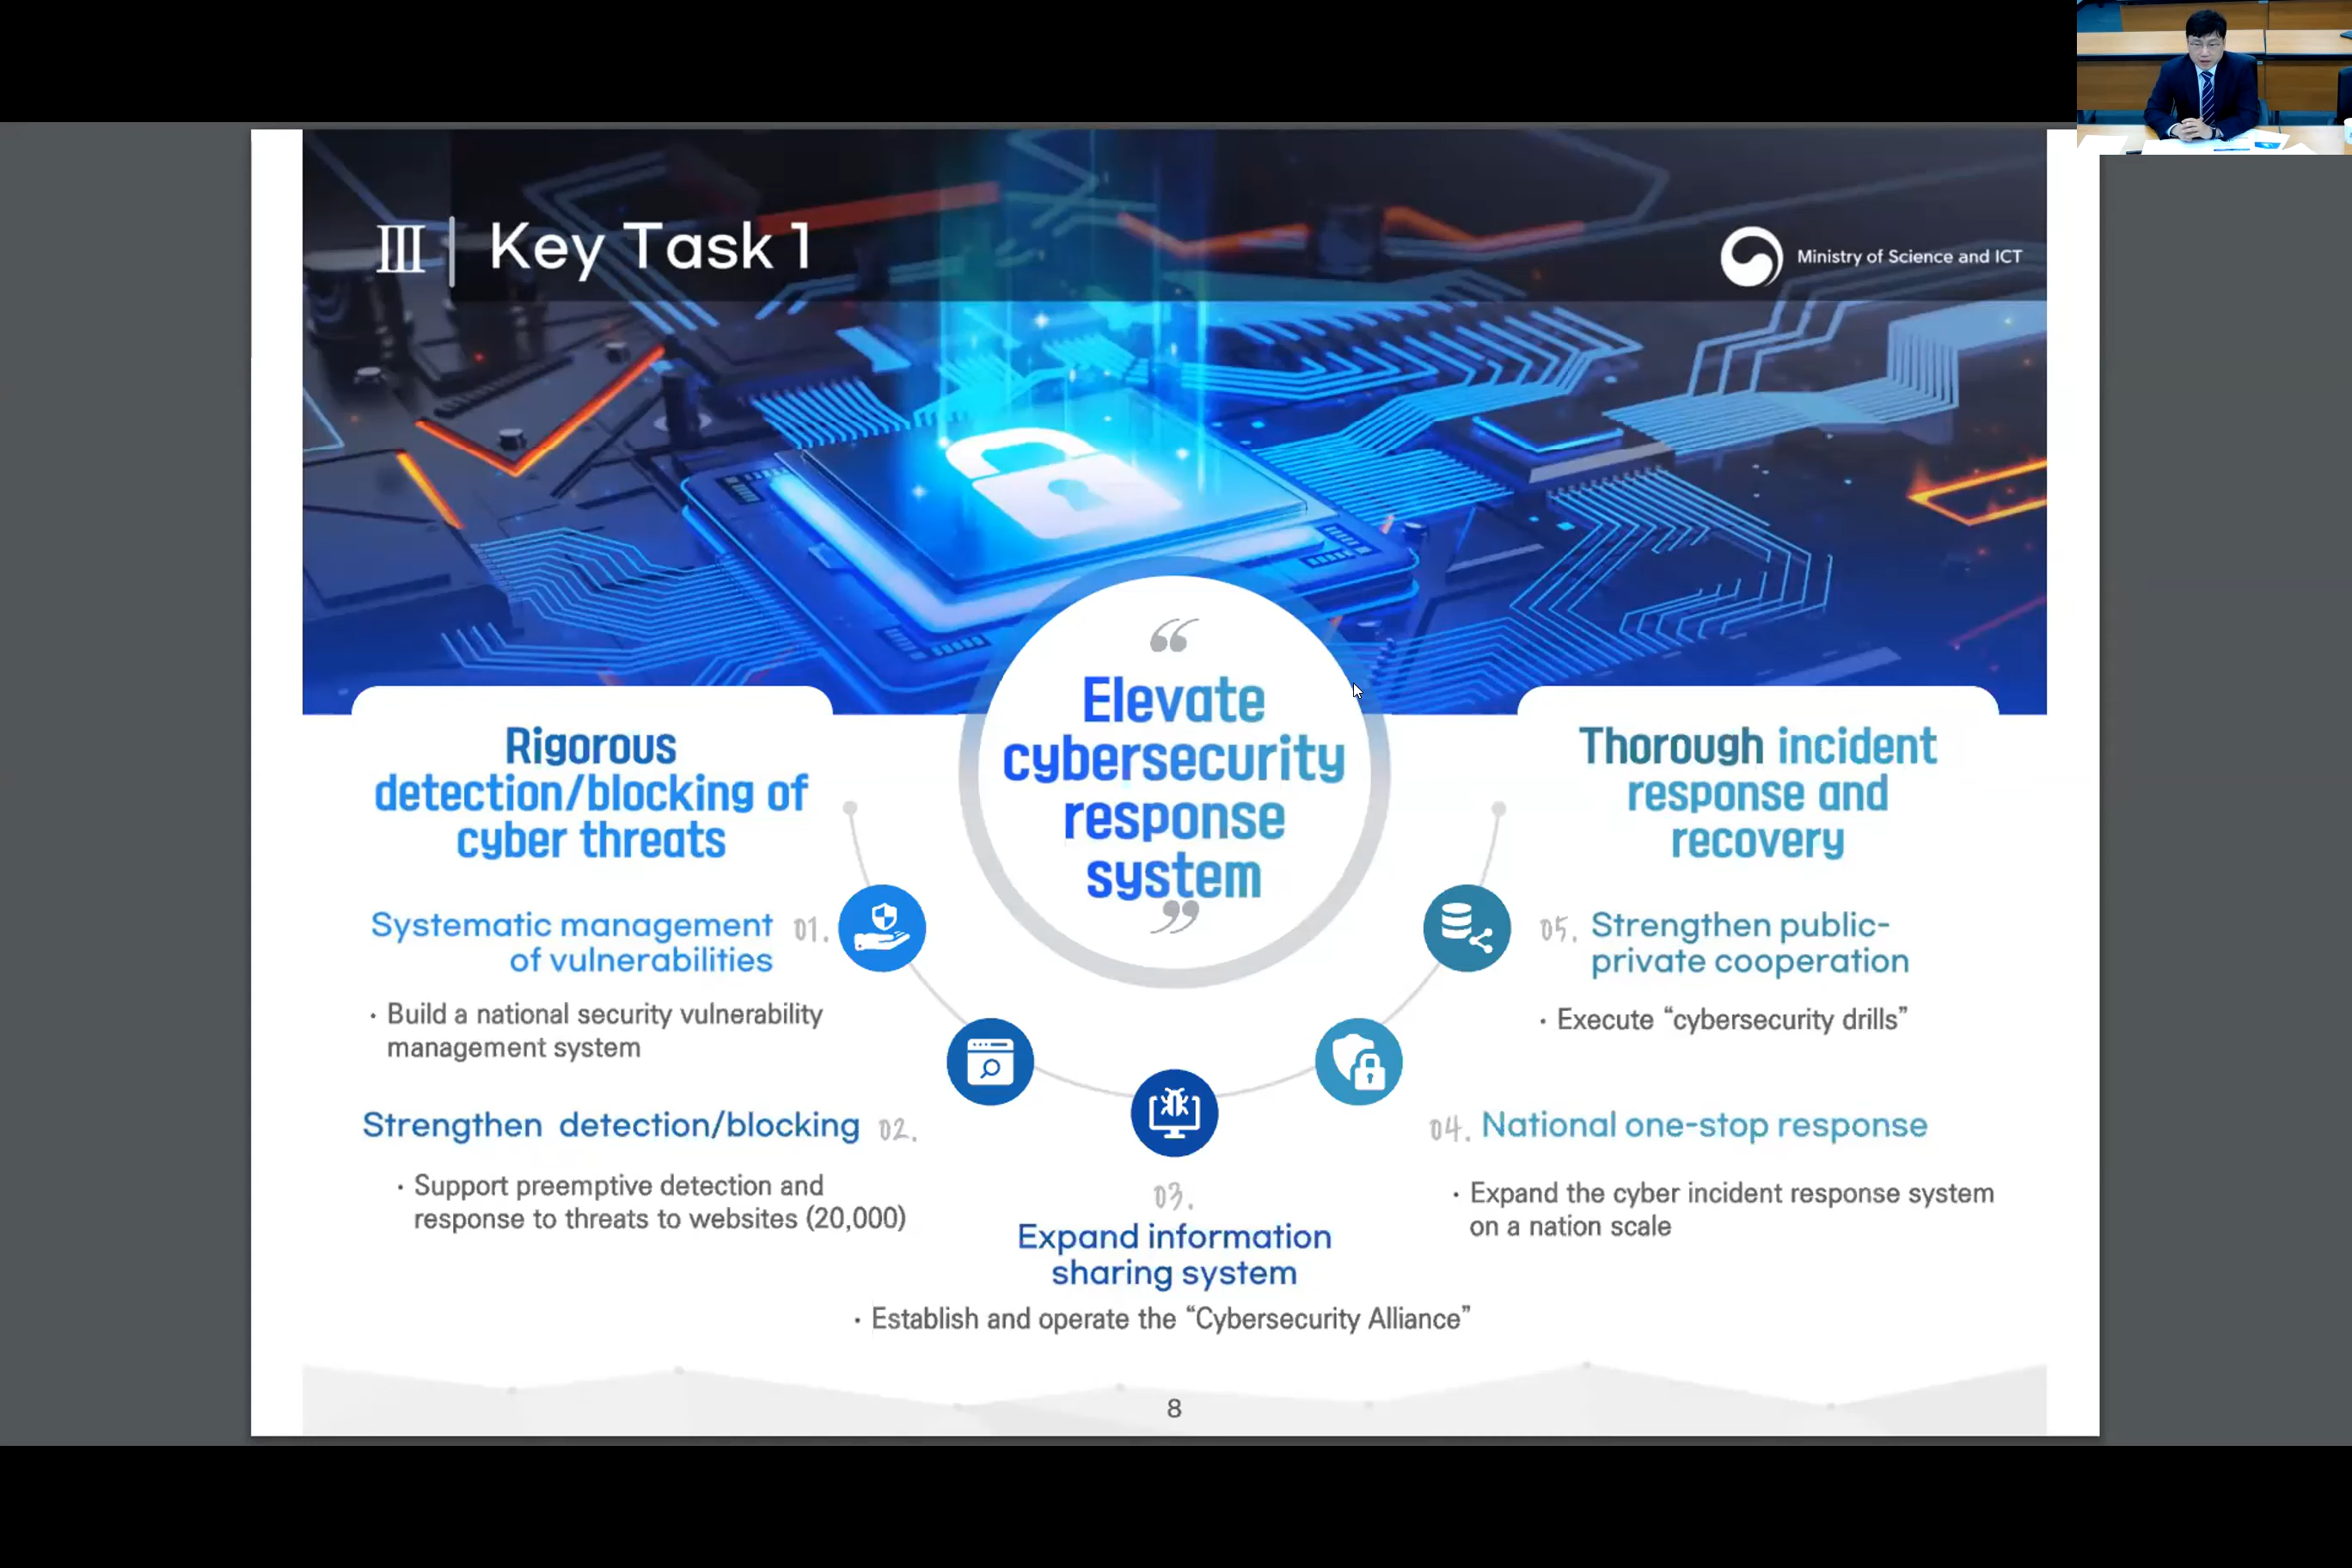 III
Key Task 1
Ministry of Science and ICT
“
Elevate
cybersecurity
response
system
”
Rigorous
detection/blocking of
cyber threats
Systematic management
of vulnerabilities
01.
· Build a national security vulnerability
management system
Strengthen detection/blocking
02.
· Support preemptive detection and
response to threats to websites (20,000)
03.
Expand information
sharing system
· Establish and operate the “Cybersecurity Alliance”
Thorough incident
response and
recovery
05.
Strengthen public-
private cooperation
· Execute “cybersecurity drills”
04.
National one-stop response
· Expand the cyber incident response system
on a nation scale
8